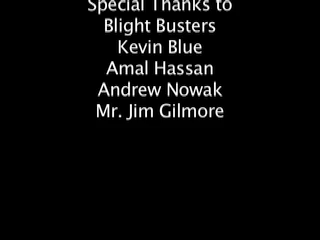 Special Thanks to
Blight Busters
Kevin Blue
Amal Hassan
Andrew Nowak
Mr. Jim Gilmore